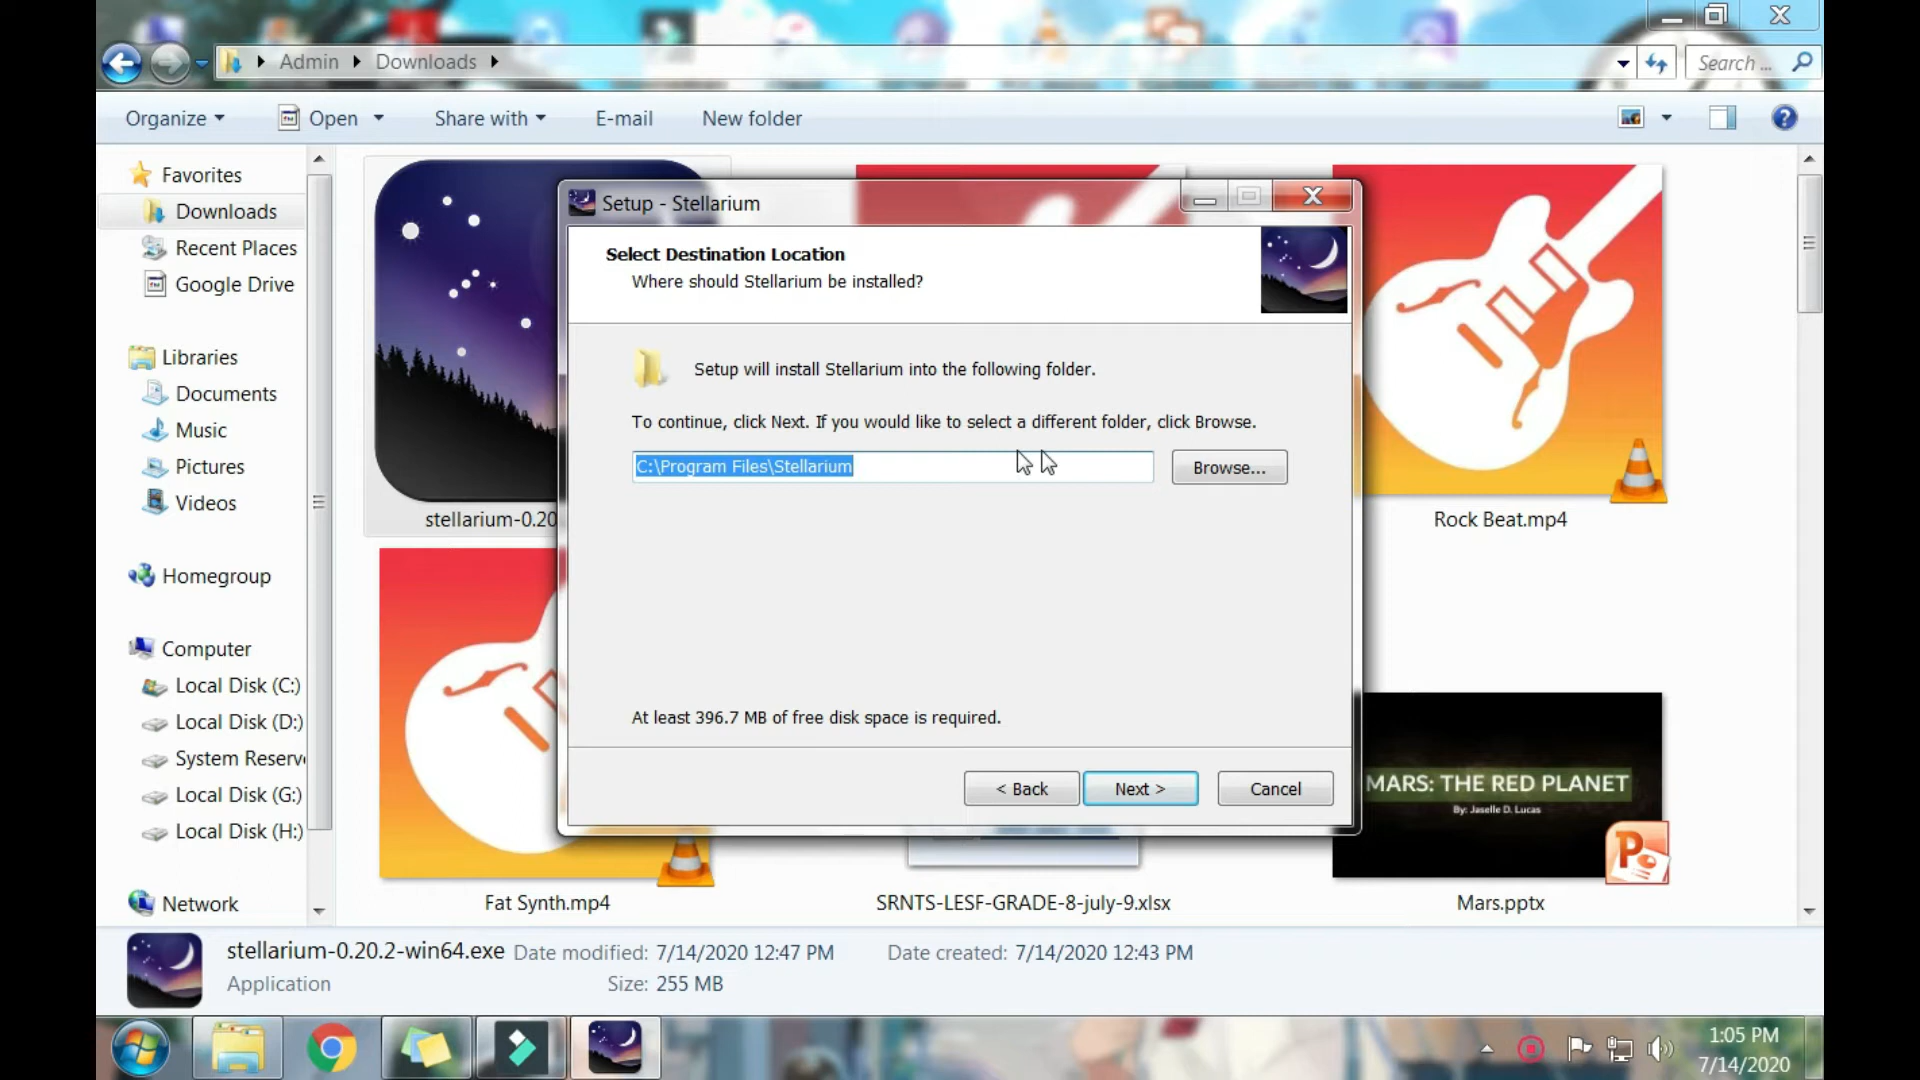 Admin
Downloads
Search ...
Organize
Open
Share with
E-mail
New folder
Favorites
Downloads
Recent Places
Google Drive
Libraries
Documents
Music
Pictures
Videos
Homegroup
Computer
Local Disk (C:)
Local Disk (D:)
System Reserv
Local Disk (G:)
Local Disk (H:)
Network
stellarium-0.20
Rock Beat.mp4
Fat Synth.mp4
SRNTS-LESF-GRADE-8-july-9.xlsx
MARS: THE RED PLANET
By: Jaselle D. Lucas
Mars.pptx
Setup - Stellarium
Select Destination Location
Where should Stellarium be installed?
Setup will install Stellarium into the following folder.
To continue, click Next. If you would like to select a different folder, click Browse.
C:\Program Files\Stellarium
Browse...
At least 396.7 MB of free disk space is required.
< Back
Next >
Cancel
stellarium-0.20.2-win64.exe
Date modified: 7/14/2020 12:47 PM
Date created: 7/14/2020 12:43 PM
Application
Size: 255 MB
1:05 PM
7/14/2020